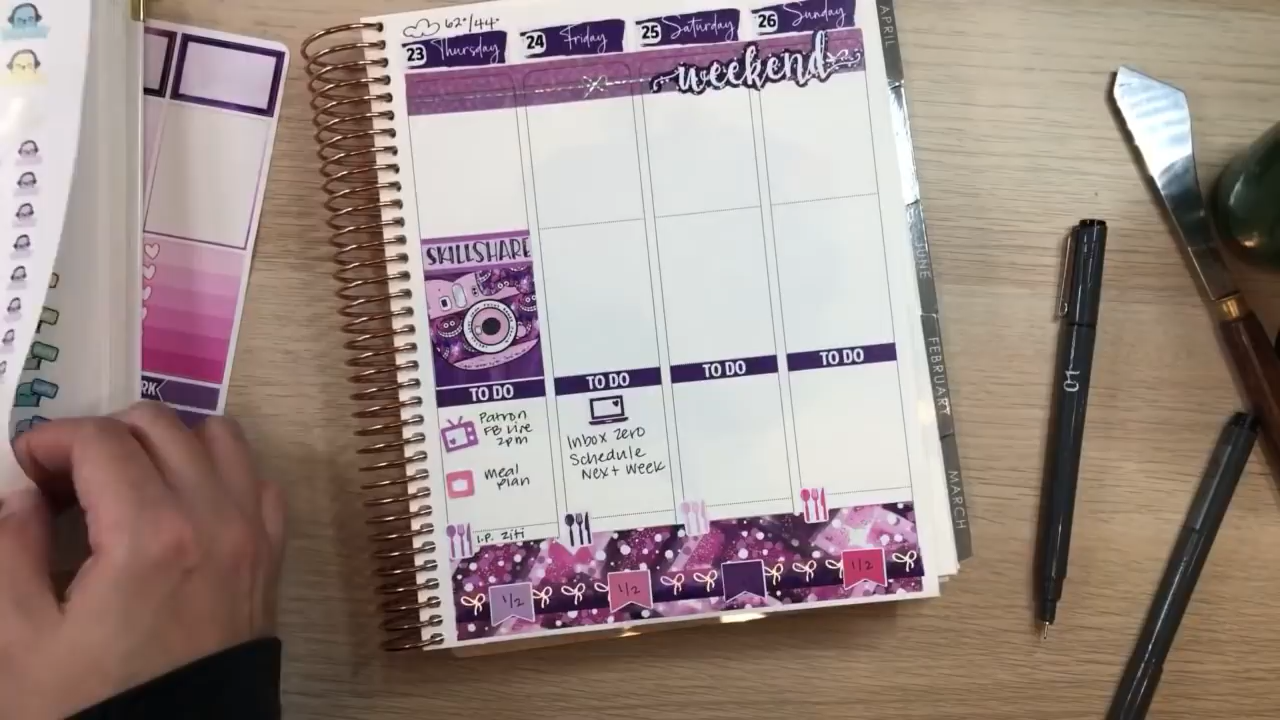 62°/44°
23 Thursday
24 Friday
25 Saturday
26 Sunday
weekend
SKILLSHARE
TO DO
TO DO
TO DO
TO DO
Patron
FB Live
2pm
meal
plan
Inbox zero
Schedule
Next week
I.P. Ziti
1/2
1/2
1/2
APRIL
JUNE
FEBRUARY
MARCH
01
RK